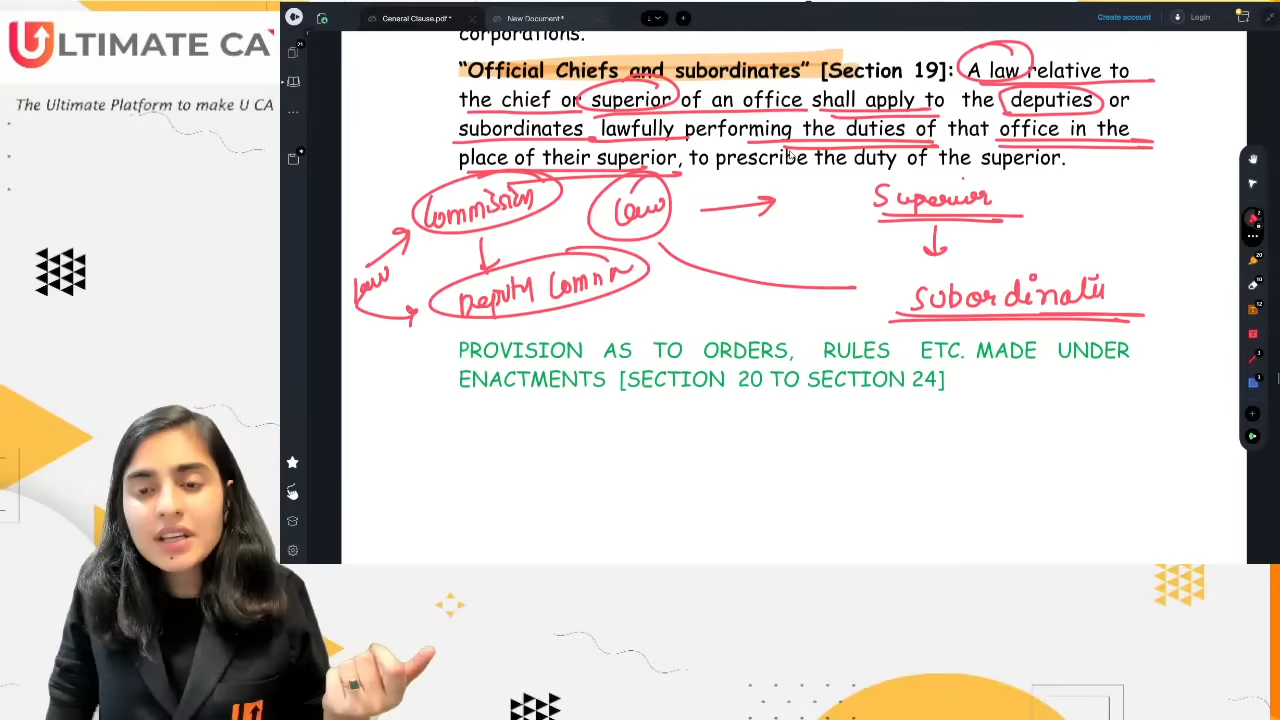 ULTIMATE CA
The Ultimate Platform to make U CA
General Clause.pdf *
New Document*
2
Create account
Login
corporations.
“Official Chiefs and subordinates” [Section 19]: A law relative to
the chief or superior of an office shall apply to the deputies or
subordinates lawfully performing the duties of that office in the
place of their superior, to prescribe the duty of the superior.
Commission
Law
Superior
Law
Deputy Comm
Subordinate
PROVISION AS TO ORDERS, RULES ETC. MADE UNDER
ENACTMENTS [SECTION 20 TO SECTION 24]